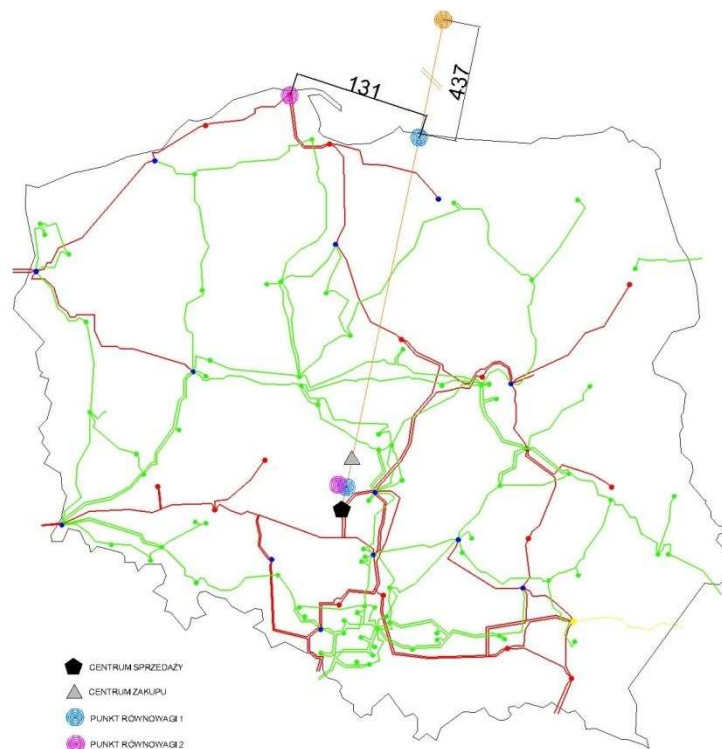 131
437
CENTRUM SPRZEDAŻY
CENTRUM ZAKUPU
PUNKT RÓWNOWAGI 1
PUNKT RÓWNOWAGI 2